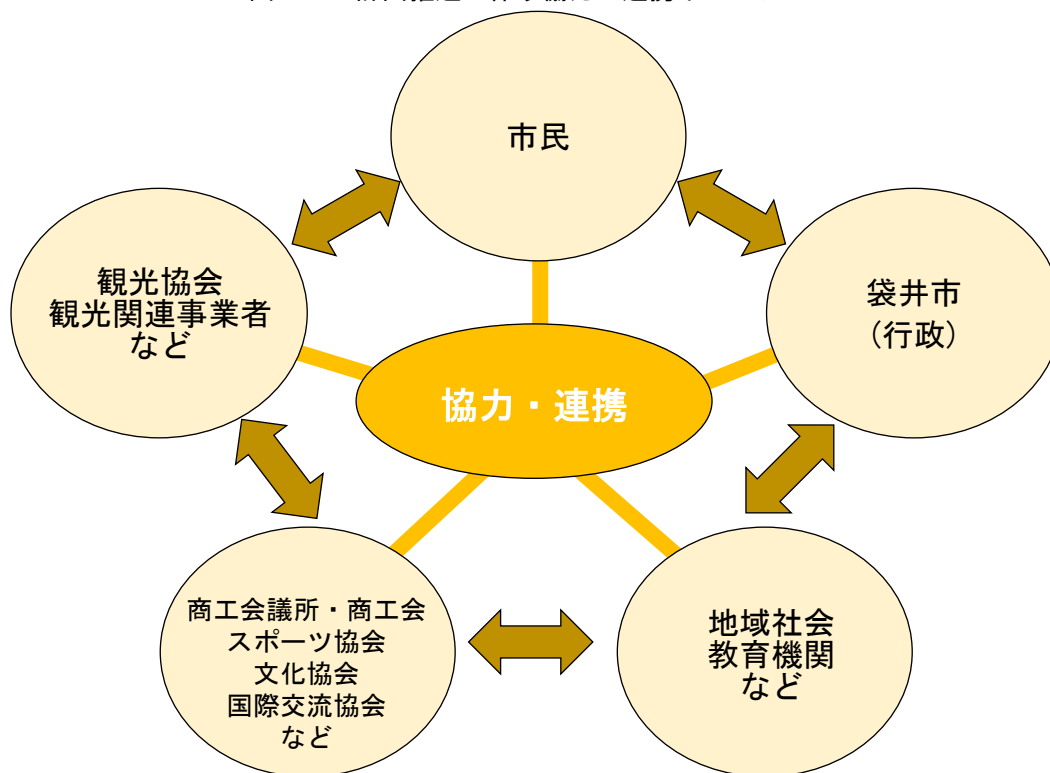 市民
観光協会
観光関連事業者
など
袋井市
（行政）
協力・連携
商工会議所・商工会
スポーツ協会
文化協会
国際交流協会
など
地域社会
教育機関
など